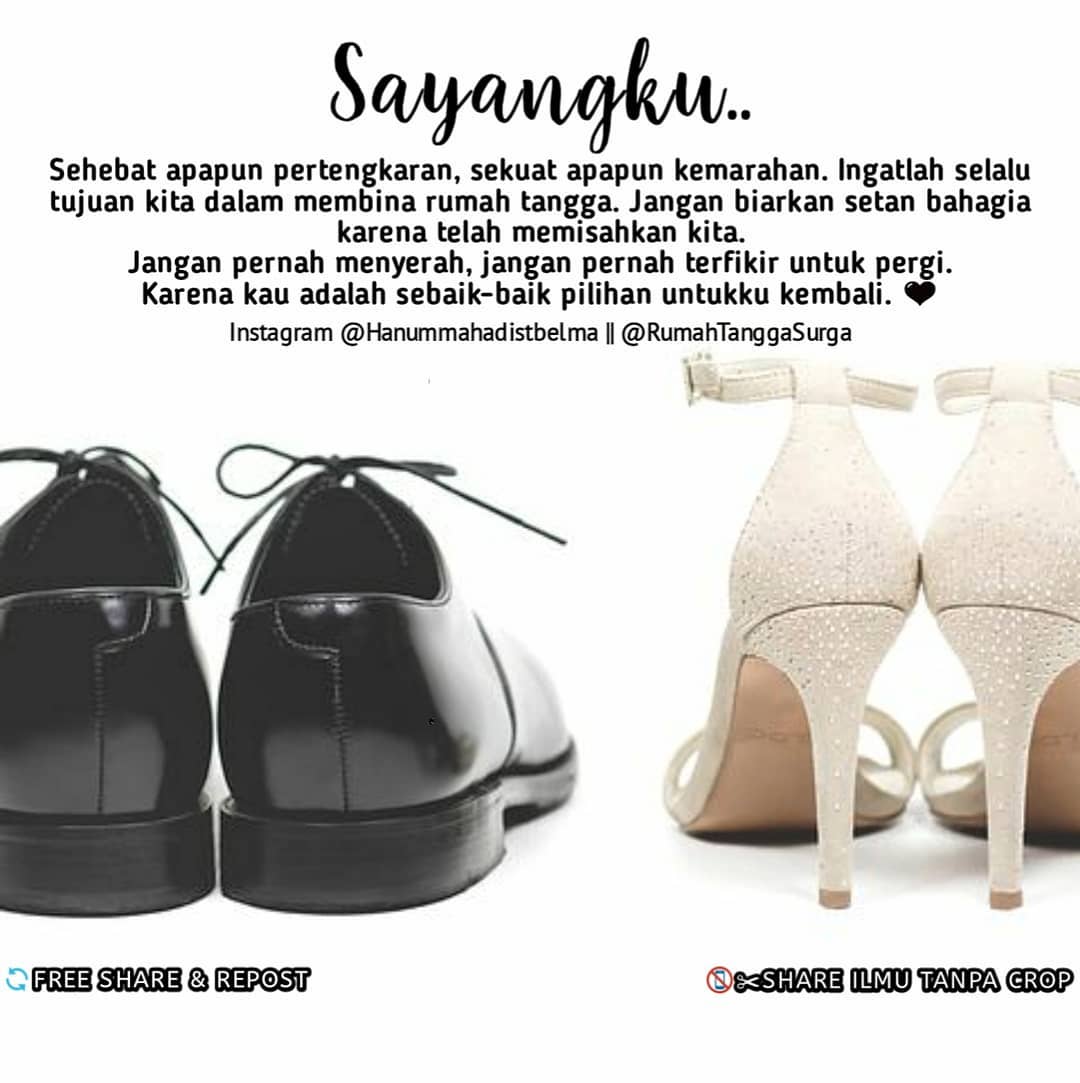 Sayangku..
Sehebat apapun pertengkaran, sekuat apapun kemarahan. Ingatlah selalu
tujuan kita dalam membina rumah tangga. Jangan biarkan setan bahagia
karena telah memisahkan kita.
Jangan pernah menyerah, jangan pernah terfikir untuk pergi.
Karena kau adalah sebaik-baik pilihan untukku kembali. 🖤
Instagram @Hanummahadistbelma || @RumahTanggaSurga
🔄FREE SHARE & REPOST
📵✂SHARE ILMU TANPA CROP